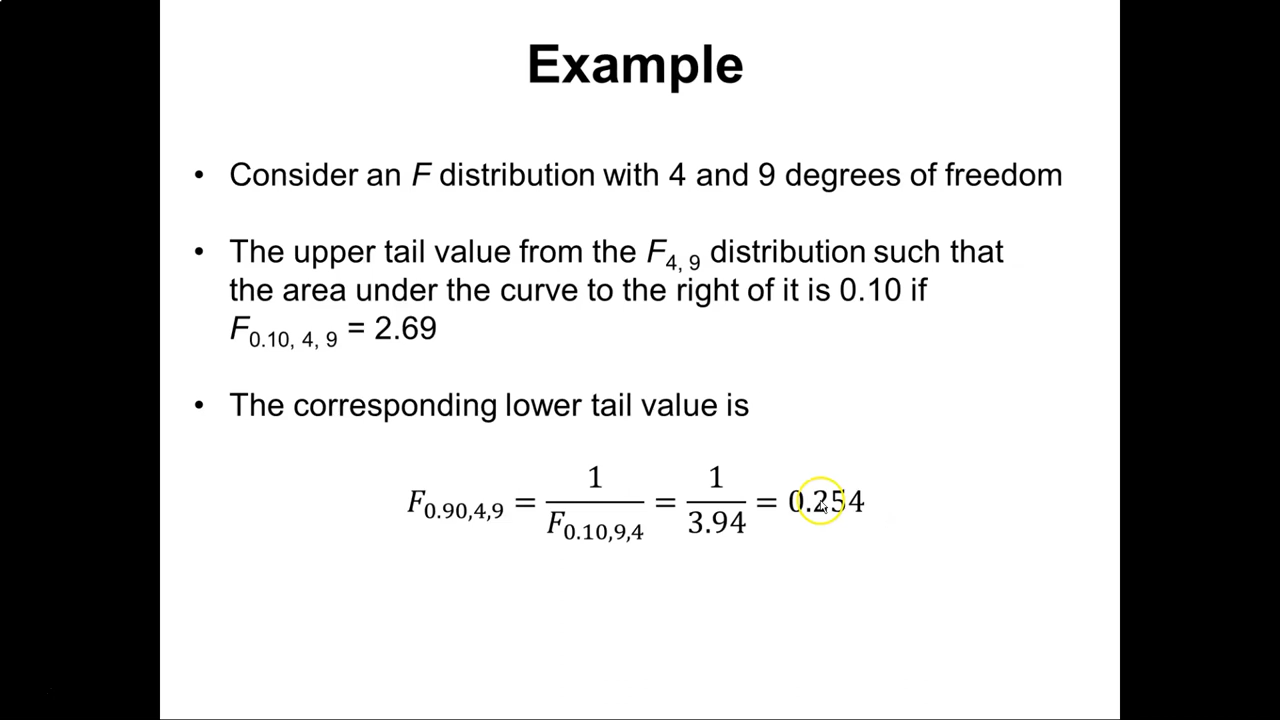 Example
• Consider an F distribution with 4 and 9 degrees of freedom
• The upper tail value from the F4, 9 distribution such that
the area under the curve to the right of it is 0.10 if
F0.10, 4, 9 = 2.69
• The corresponding lower tail value is
F0.90,4,9 = 1/F0.10,9,4 = 1/3.94 = 0.254